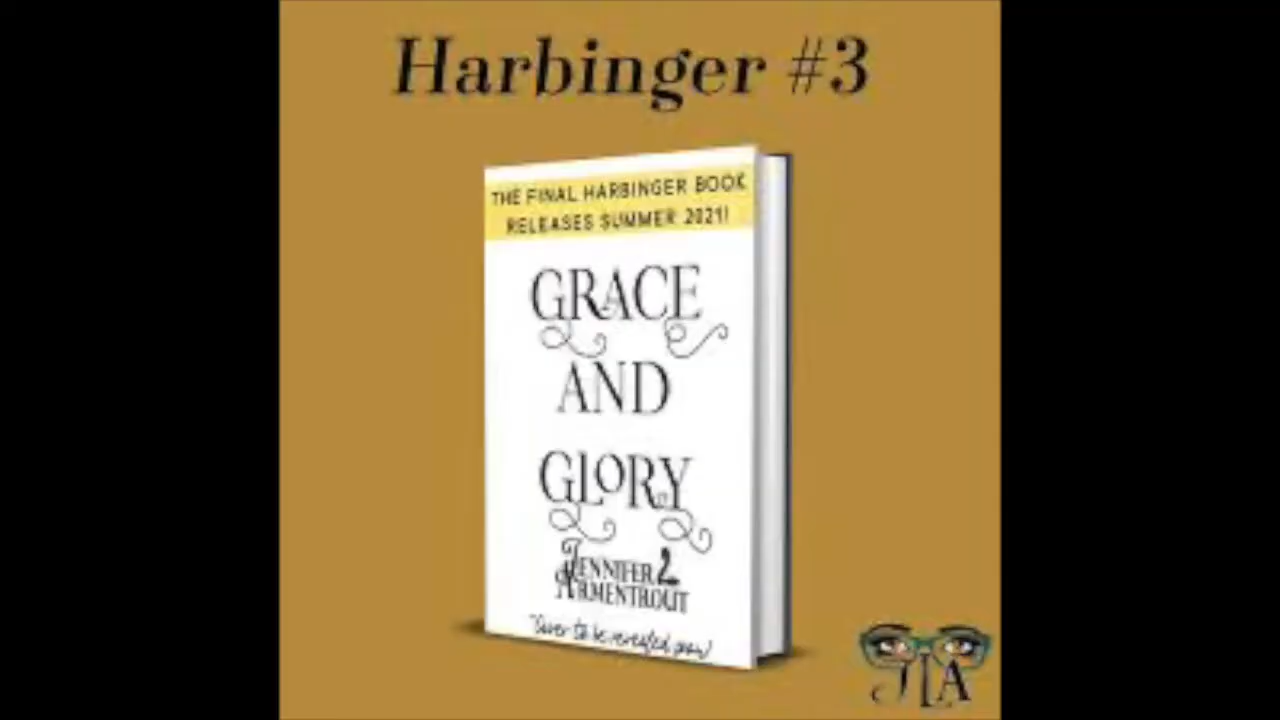 Harbinger #3
THE FINAL HARBINGER BOOK
RELEASES SUMMER 2021!
GRACE
AND
GLORY
JENNIFER L
ARMENTROUT
*Cover to be revealed
JLA